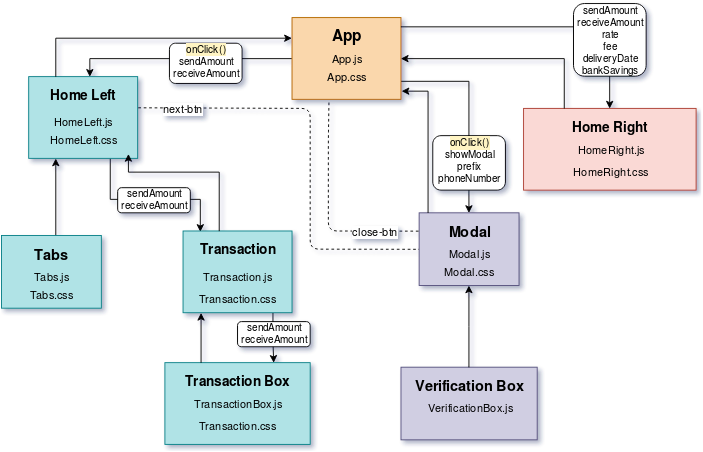 App
App.js
App.css
sendAmount
receiveAmount
rate
fee
deliveryDate
bankSavings
onClick()
sendAmount
receiveAmount
Home Left
HomeLeft.js
HomeLeft.css
next-btn
Home Right
HomeRight.js
HomeRight.css
onClick()
showModal
prefix
phoneNumber
sendAmount
receiveAmount
close-btn
Tabs
Tabs.js
Tabs.css
Transaction
Transaction.js
Transaction.css
Modal
Modal.js
Modal.css
sendAmount
receiveAmount
Transaction Box
TransactionBox.js
Transaction.css
Verification Box
VerificationBox.js